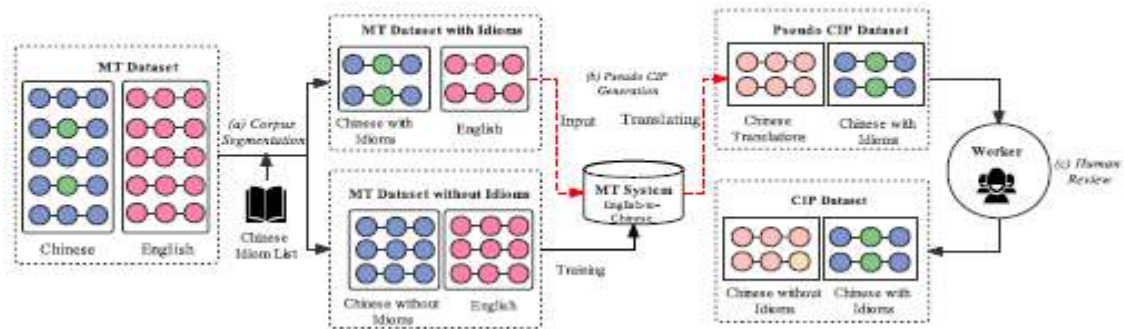 MT Dataset
Chinese
English
(a) Corpus
Segmentation
Chinese
Idiom List
MT Dataset with Idioms
Chinese with
Idioms
English
MT Dataset without Idioms
Chinese without
Idioms
English
(b) Pseudo CIP
Generation
Input
Translating
MT System
English-to-
Chinese
Training
Pseudo CIP Dataset
Chinese
Translations
Chinese with
Idioms
Worker
(c) Human
Review
CIP Dataset
Chinese without
Idioms
Chinese with
Idioms